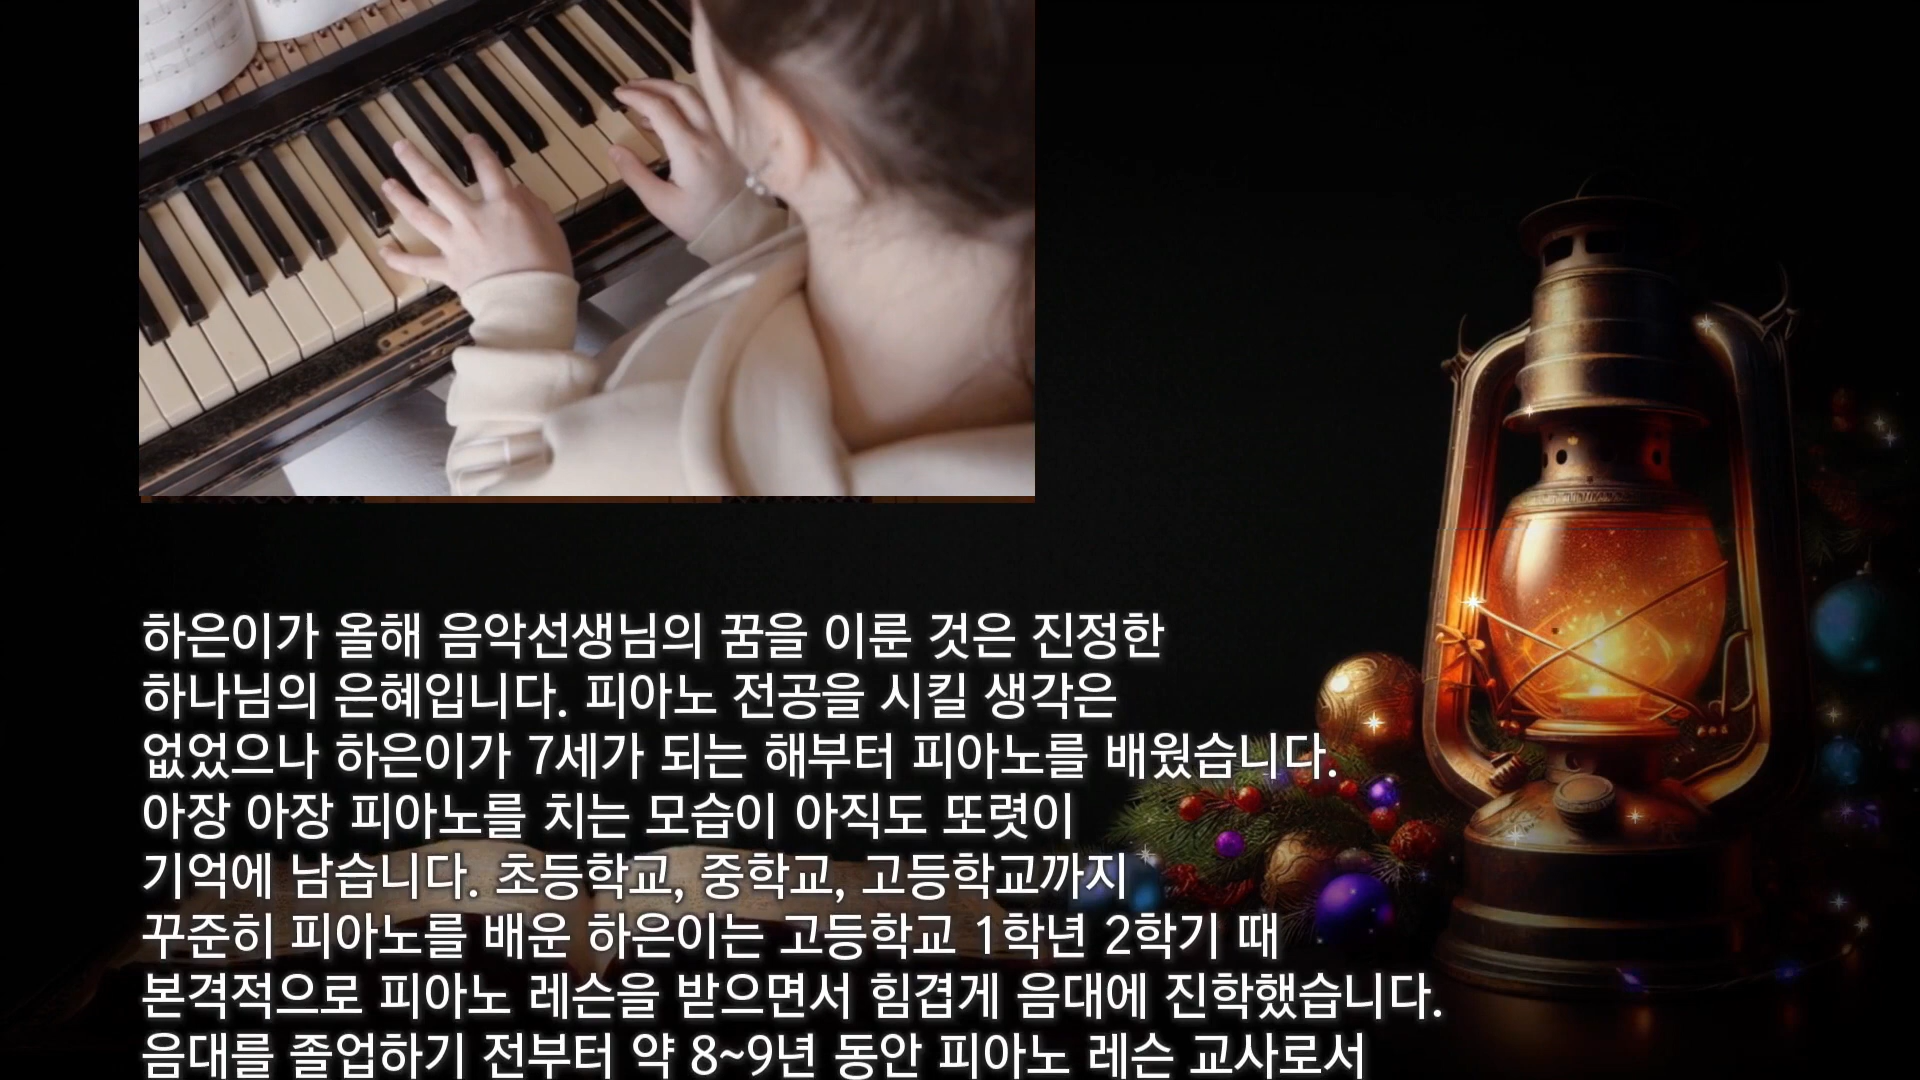 하은이가 올해 음악선생님의 꿈을 이룬 것은 진정한
하나님의 은혜입니다. 피아노 전공을 시킬 생각은
없었으나 하은이가 7세가 되는 해부터 피아노를 배웠습니다.
아장 아장 피아노를 치는 모습이 아직도 또렷이
기억에 남습니다. 초등학교, 중학교, 고등학교까지
꾸준히 피아노를 배운 하은이는 고등학교 1학년 2학기 때
본격적으로 피아노 레슨을 받으면서 힘겹게 음대에 진학했습니다.
음대를 졸업하기 전부터 약 8~9년 동안 피아노 레슨 교사로서